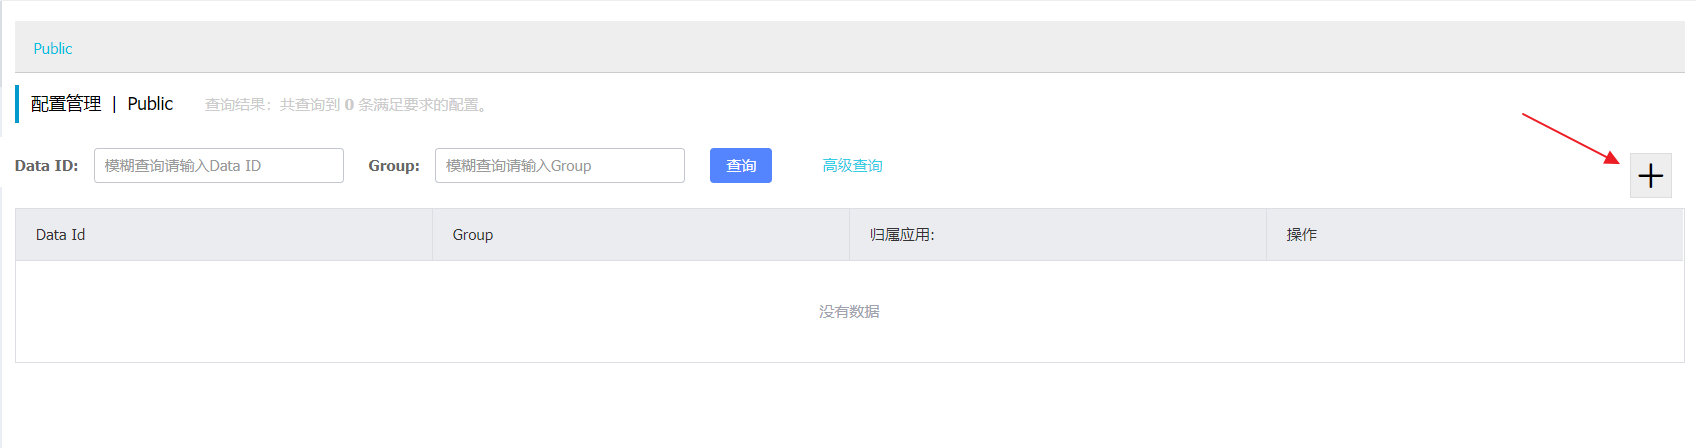 Public
配置管理 | Public 查询结果：共查询到 0 条满足要求的配置。
Data ID: 模糊查询请输入Data ID Group: 模糊查询请输入Group 查询 高级查询
Data Id Group 归属应用: 操作
没有数据